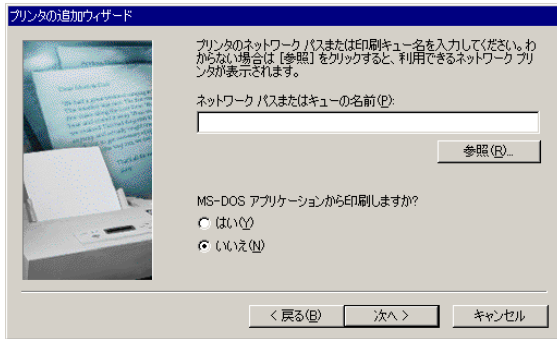 プリンタの追加ウィザード
プリンタのネットワーク パスまたは印刷キュー名を入力してください。わ
からない場合は [参照] をクリックすると、利用できるネットワーク プリ
ンタが表示されます。
ネットワーク パスまたはキューの名前(P):
参照(R)...
MS-DOS アプリケーションから印刷しますか?
はい(Y)
いいえ(N)
< 戻る(B)
次へ >
キャンセル